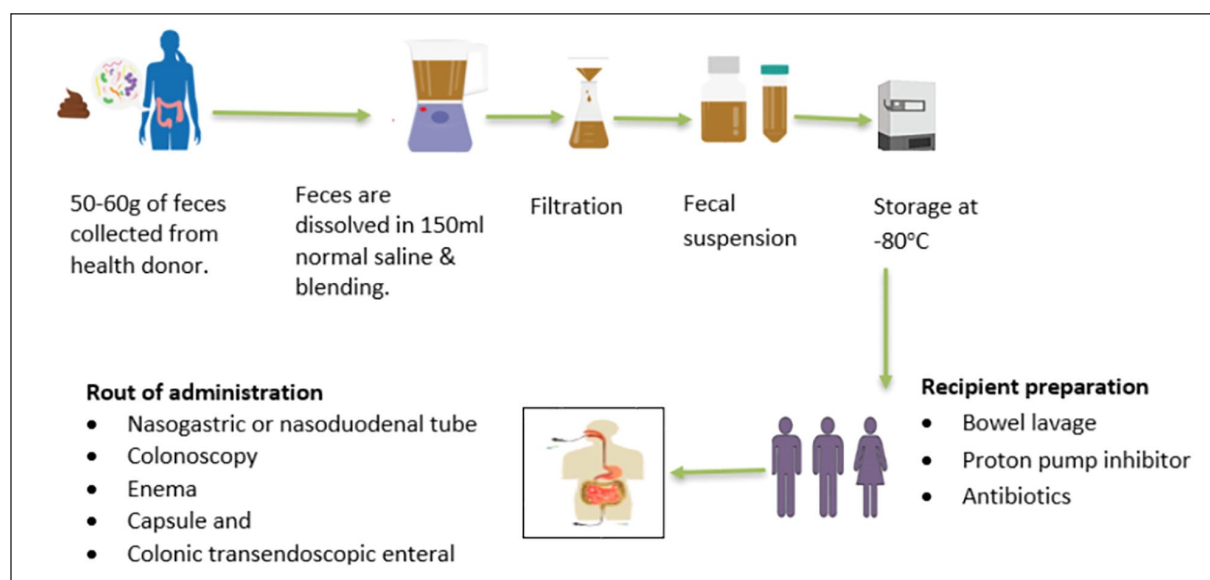 50-60g of feces
collected from
health donor.
Feces are
dissolved in 150ml
normal saline &
blending.
Filtration
Fecal
suspension
Storage at
-80°C
Rout of administration
• Nasogastric or nasoduodenal tube
• Colonoscopy
• Enema
• Capsule and
• Colonic transendoscopic enteral
Recipient preparation
• Bowel lavage
• Proton pump inhibitor
• Antibiotics